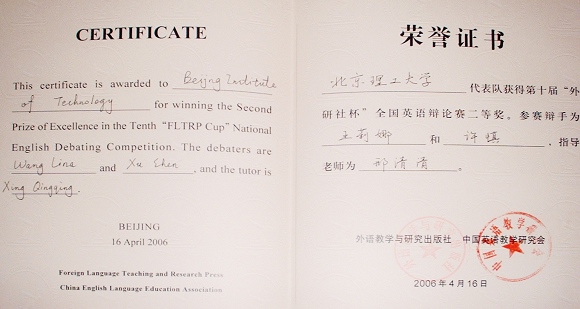 CERTIFICATE
This certificate is awarded to Beijing Institute
of Technology for winning the Second
Prize of Excellence in the Tenth “FLTRP Cup” National
English Debating Competition. The debaters are
Wang Lina and Xu Shen, and the tutor is
Xing Qingqing.
BEIJING
16 April 2006
Foreign Language Teaching and Research Press
China English Language Education Association
荣誉证书
北京理工大学 代表队获得第十届“外
研社杯”全国英语辩论赛二等奖。参赛辩手为
王莉娜 和 许 ，指导
老师为 邢清清 。
外语教学与研究出版社 中国英语教学研究会
2006年4月16日